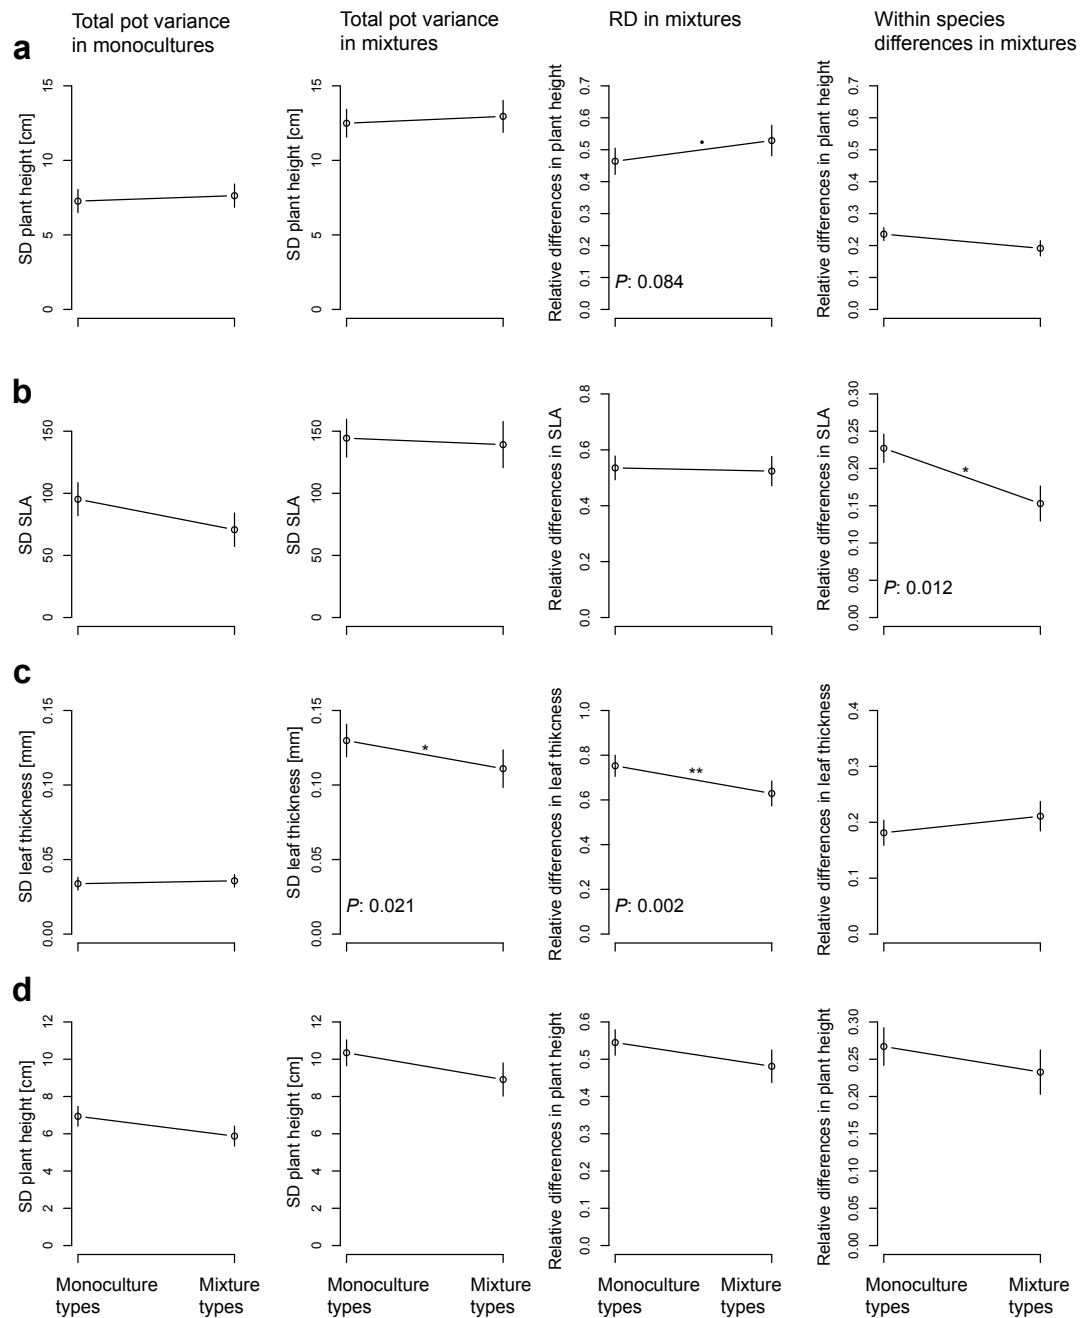 Total pot variance
in monocultures
Total pot variance
in mixtures
RD in mixtures
Within species
differences in mixtures
a
SD plant height [cm]
0
5
10
15
SD plant height [cm]
0
5
10
15
Relative differences in plant height
0.0
0.1
0.2
0.3
0.4
0.5
0.6
0.7
•
P: 0.084
Relative differences in plant height
0.0
0.1
0.2
0.3
0.4
0.5
0.6
0.7
b
SD SLA
0
50
100
150
SD SLA
0
50
100
150
Relative differences in SLA
0.0
0.2
0.4
0.6
0.8
Relative differences in SLA
0.00
0.05
0.10
0.15
0.20
0.25
0.30
*
P: 0.012
c
SD leaf thickness [mm]
0.00
0.05
0.10
0.15
SD leaf thickness [mm]
0.00
0.05
0.10
0.15
*
P: 0.021
Relative differences in leaf thikcness
0.0
0.2
0.4
0.6
0.8
1.0
**
P: 0.002
Relative differences in leaf thickness
0.0
0.1
0.2
0.3
0.4
d
SD plant height [cm]
0
2
4
6
8
10
12
SD plant height [cm]
0
2
4
6
8
10
12
Relative differences in plant height
0.0
0.1
0.2
0.3
0.4
0.5
0.6
Relative differences in plant height
0.00
0.05
0.10
0.15
0.20
0.25
0.30
Monoculture
types
Mixture
types
Monoculture
types
Mixture
types
Monoculture
types
Mixture
types
Monoculture
types
Mixture
types